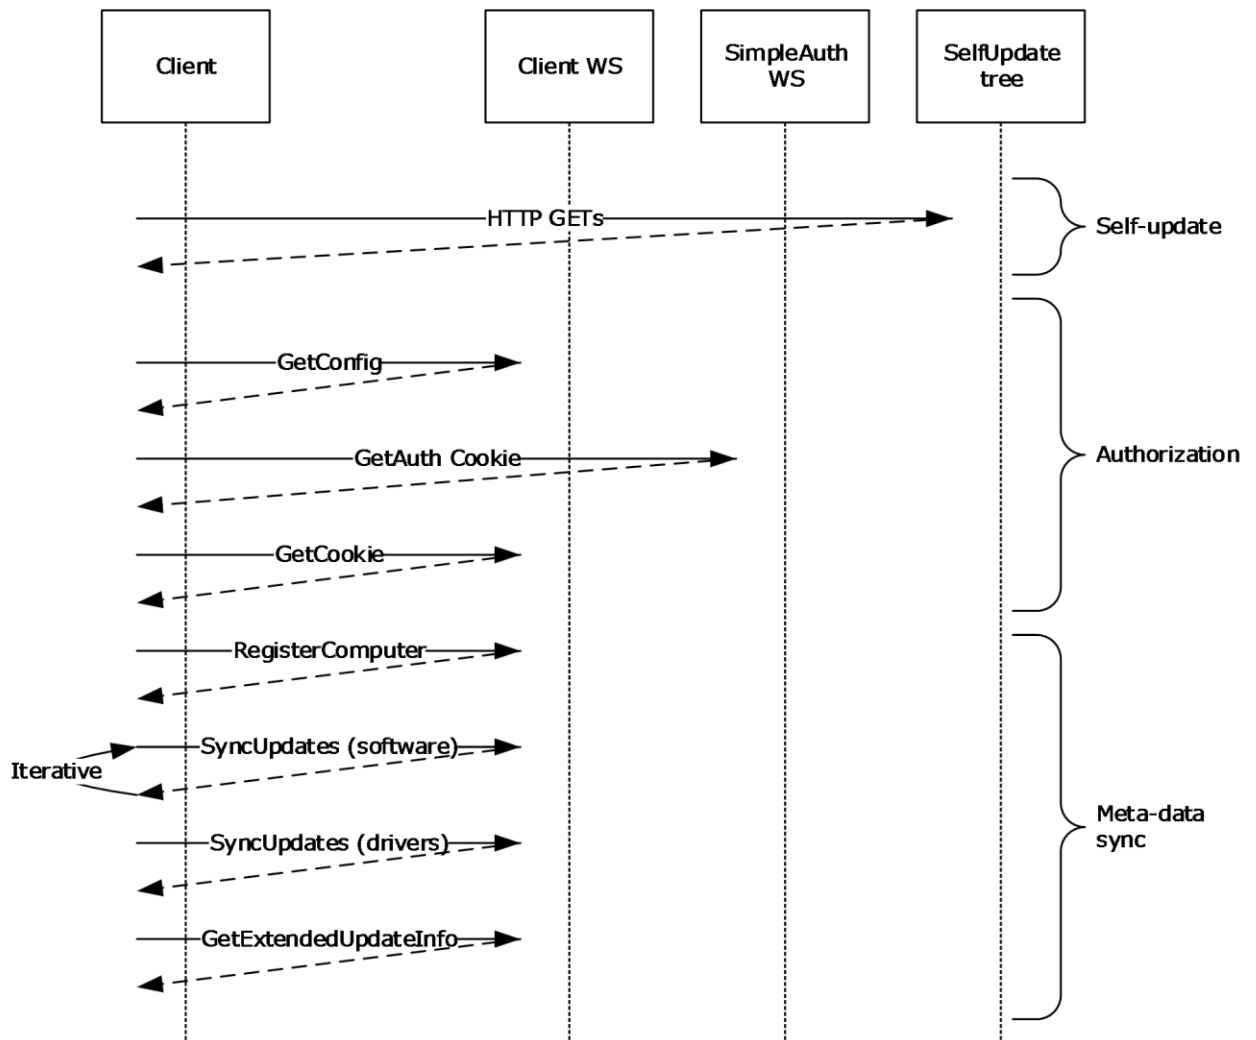 Client
Client WS
SimpleAuth
WS
SelfUpdate
tree
HTTP GETs
Self-update
GetConfig
GetAuth Cookie
Authorization
GetCookie
RegisterComputer
SyncUpdates (software)
Iterative
SyncUpdates (drivers)
Meta-data
sync
GetExtendedUpdateInfo